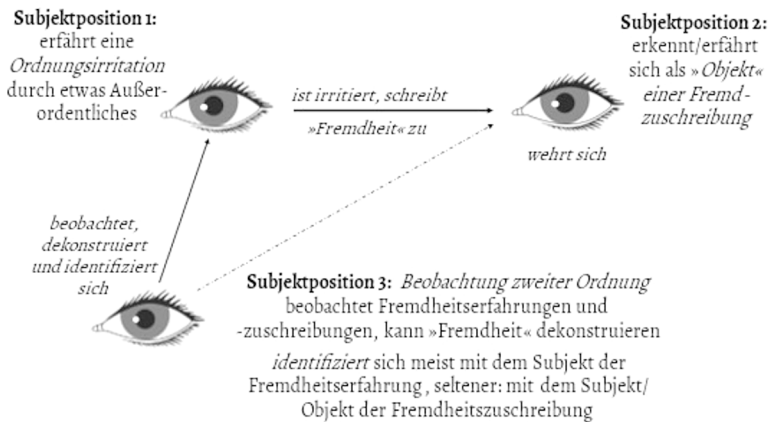 Subjektposition 1:
erfährt eine
Ordnungsirritation
durch etwas Außer-
ordentliches
ist irritiert, schreibt
»Fremdheit« zu
Subjektposition 2:
erkennt/erfährt
sich als »Objekt«
einer Fremd-
zuschreibung
wehrt sich
beobachtet,
dekonstruiert
und identifiziert
sich
Subjektposition 3: Beobachtung zweiter Ordnung
beobachtet Fremdheitserfahrungen und
-zuschreibungen, kann »Fremdheit« dekonstruieren
identifiziert sich meist mit dem Subjekt der
Fremdheitserfahrung, seltener: mit dem Subjekt/
Objekt der Fremdheitszuschreibung